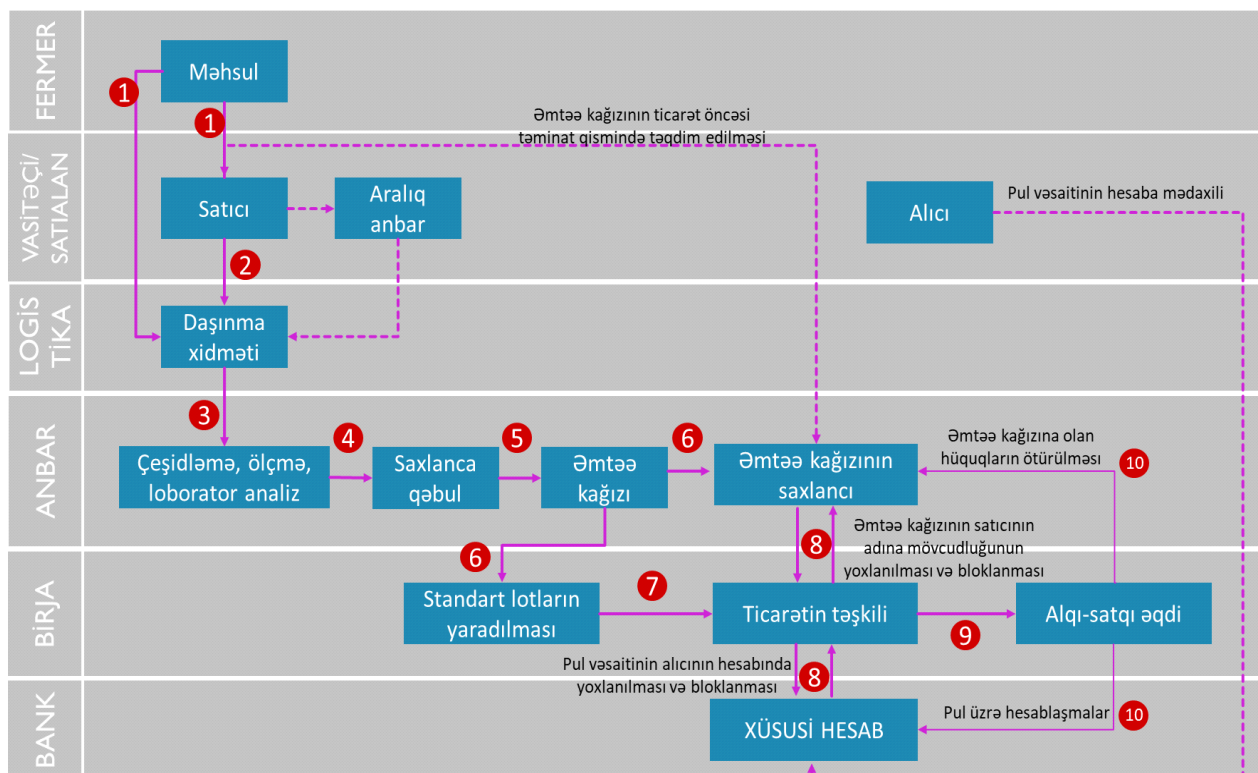 FERMER
Məhsul
1
1
Əmtəə kağızının ticarət öncəsi
təminat qismində təqdim edilməsi
VASİTƏÇİ/
SATIALAN
Satıcı
Aralıq
anbar
Alıcı
Pul vəsaitinin hesaba mədaxili
2
LOGİS
TİKA
Daşınma
xidməti
3
ANBAR
Çeşidləmə, ölçmə,
loborator analiz
4
Saxlanca
qəbul
5
Əmtəə
kağızı
6
Əmtəə kağızının
saxlancı
Əmtəə kağızına olan
hüquqların ötürülməsi
10
8
Əmtəə kağızının satıcının
adına mövcudluğunun
yoxlanılması və bloklanması
6
BİRJA
Standart lotların
yaradılması
7
Ticarətin təşkili
9
Alqı-satqı əqdi
Pul vəsaitinin alıcının hesabında
yoxlanılması və bloklanması
8
BANK
XÜSUSİ HESAB
Pul üzrə hesablaşmalar
10